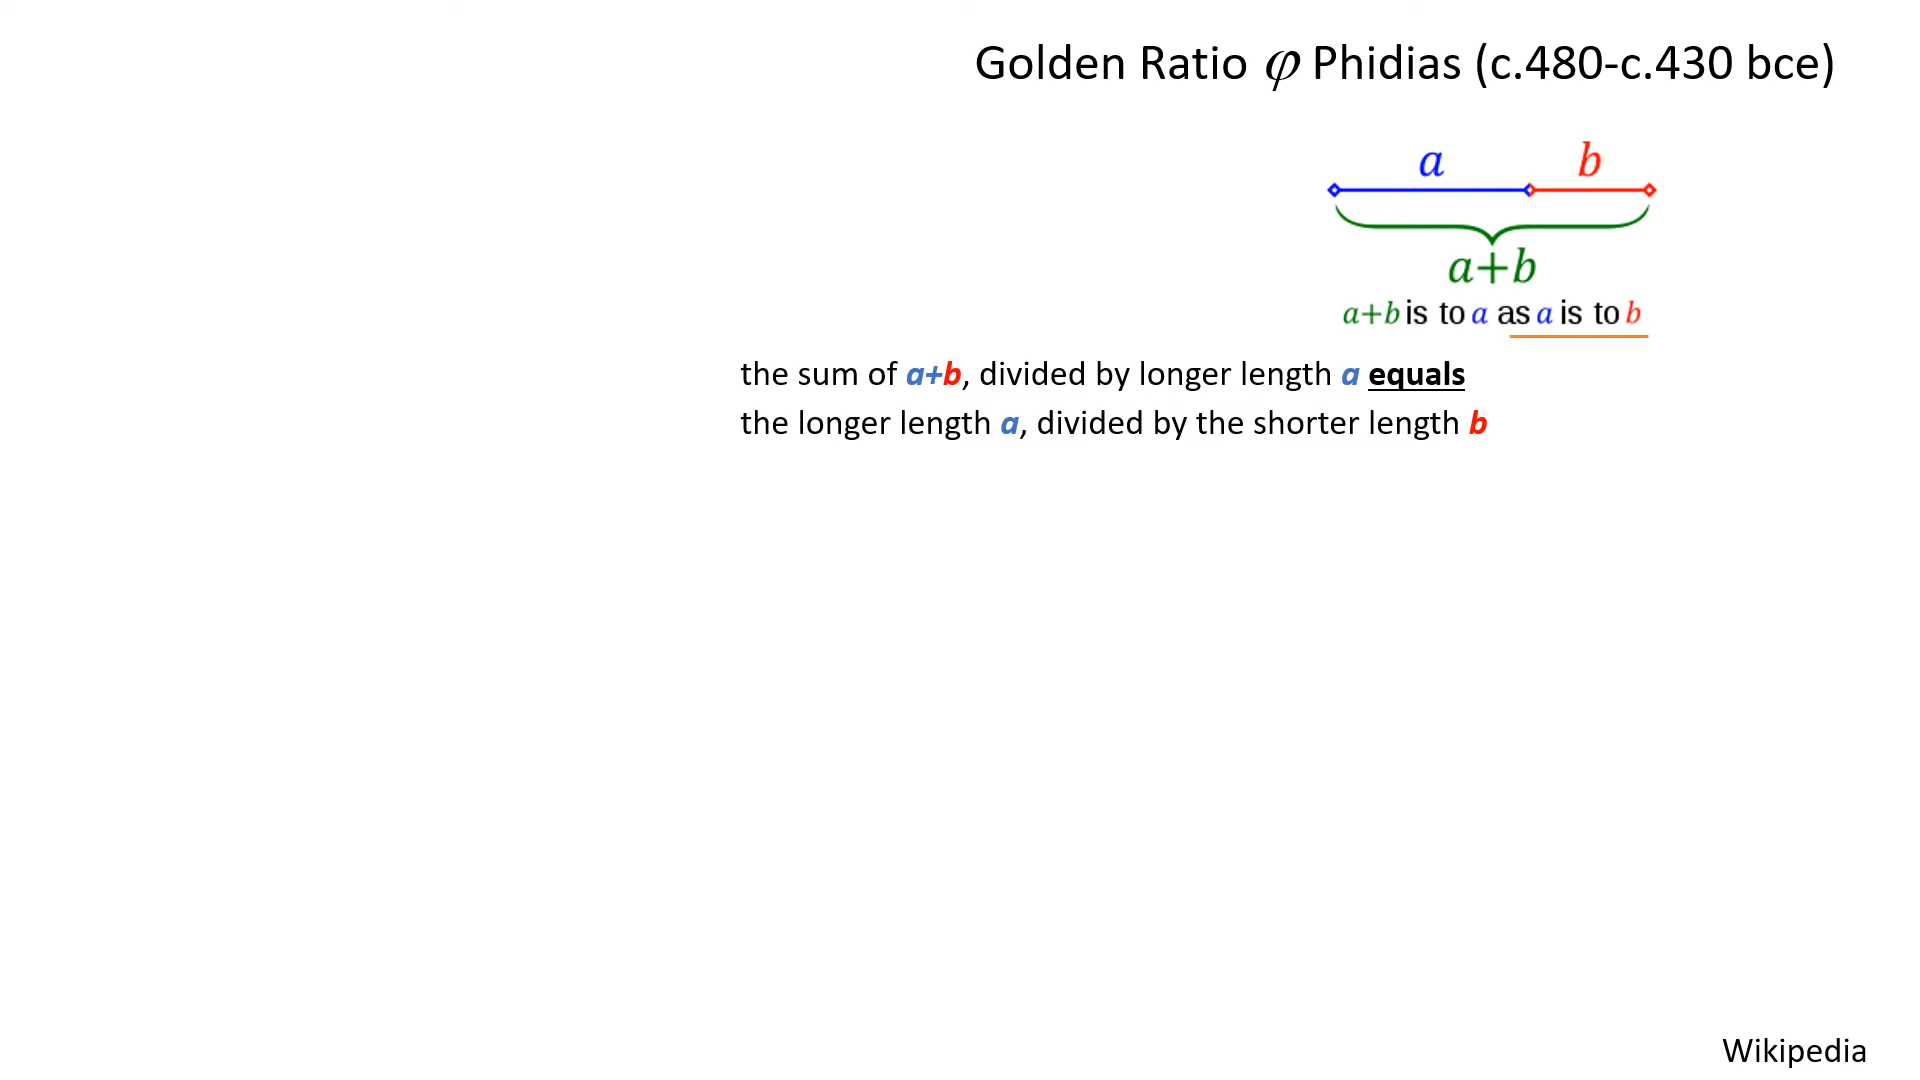 Golden Ratio φ Phidias (c.480-c.430 bce)
a b
a+b
a+b is to a as a is to b
the sum of a+b, divided by longer length a equals
the longer length a, divided by the shorter length b
Wikipedia